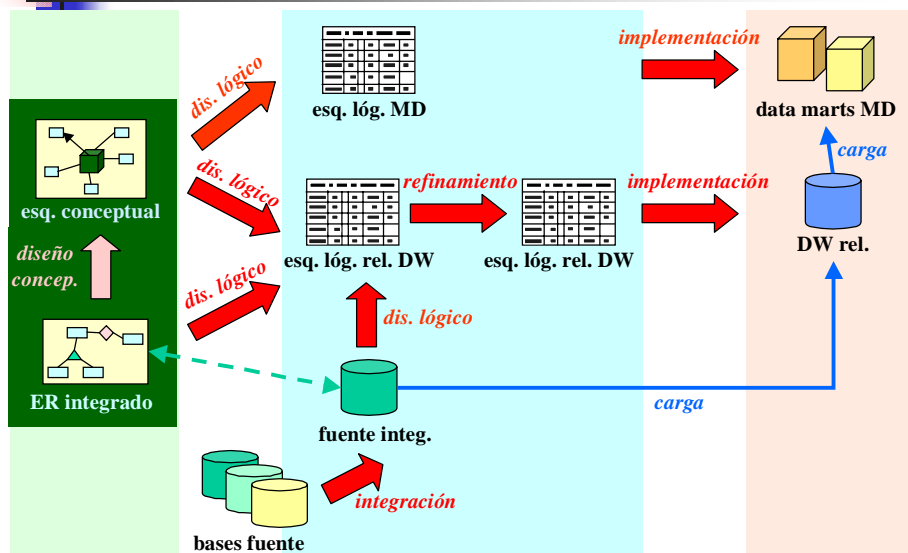 implementación
dis. lógico
esq. lóg. MD
data marts MD
carga
dis. lógico
refinamiento
implementación
esq. conceptual
DW rel.
esq. lóg. rel. DW
esq. lóg. rel. DW
diseño
concep.
dis. lógico
dis. lógico
ER integrado
carga
fuente integ.
integración
bases fuente